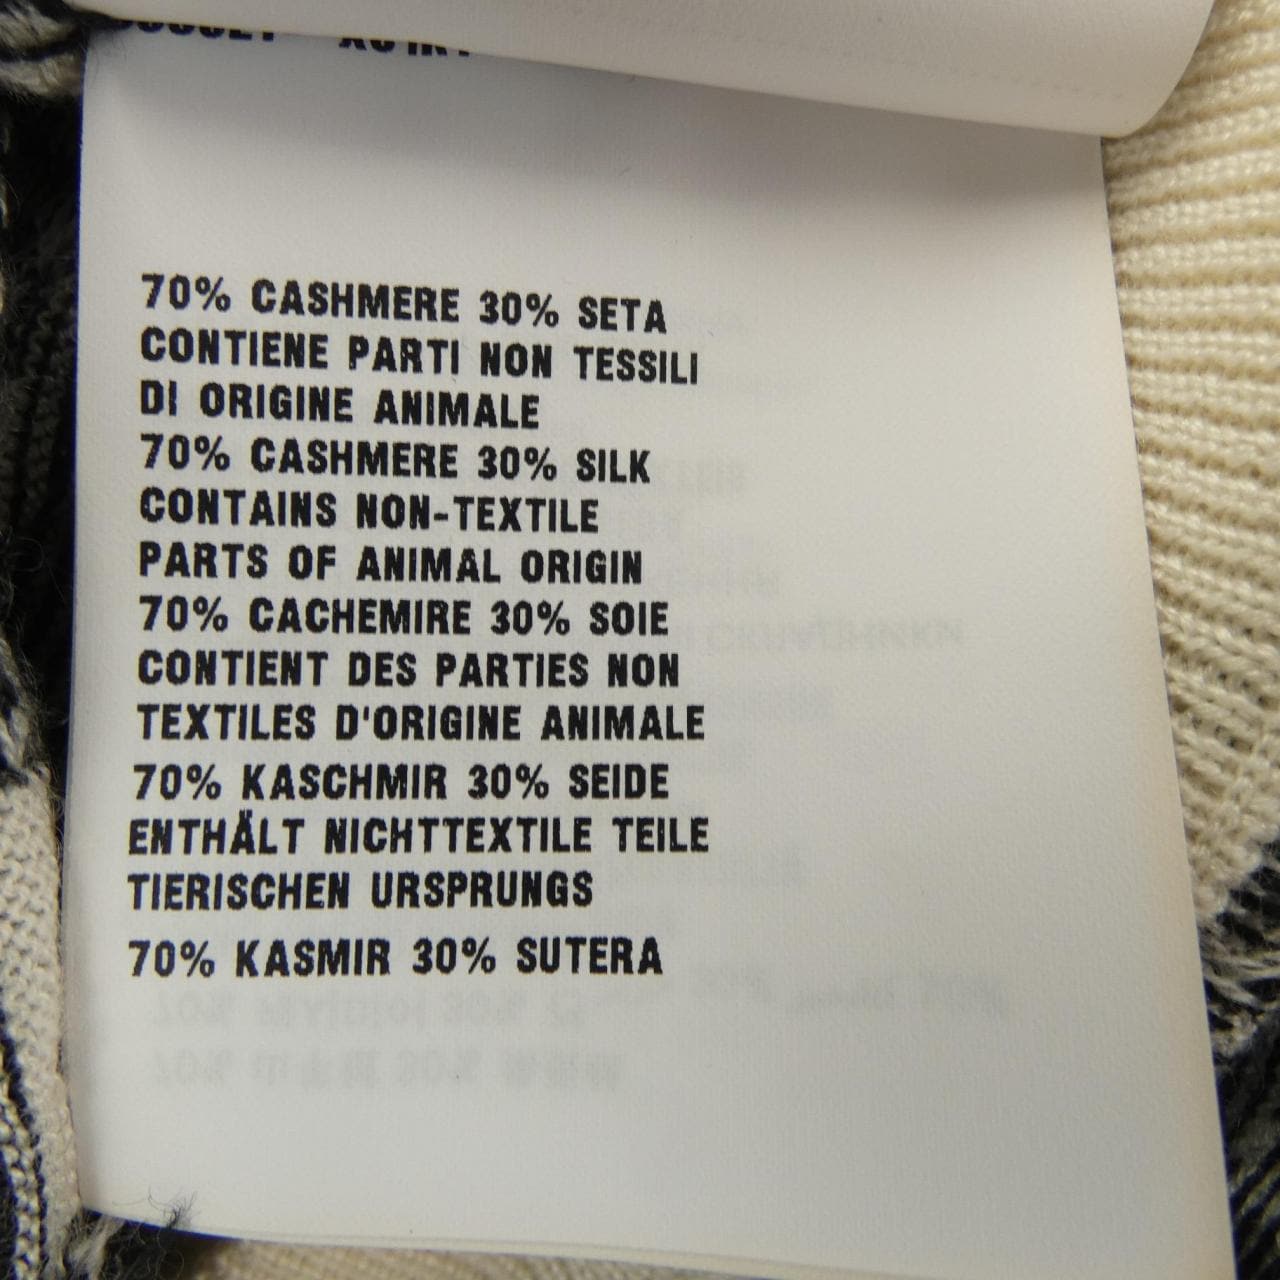 70% CASHMERE 30% SETA
CONTIENE PARTI NON TESSILI
DI ORIGINE ANIMALE
70% CASHMERE 30% SILK
CONTAINS NON-TEXTILE
PARTS OF ANIMAL ORIGIN
70% CACHEMIRE 30% SOIE
CONTIENT DES PARTIES NON
TEXTILES D'ORIGINE ANIMALE
70% KASCHMIR 30% SEIDE
ENTHÄLT NICHTTEXTILE TEILE
TIERISCHEN URSPRUNGS
70% KASMIR 30% SUTERA